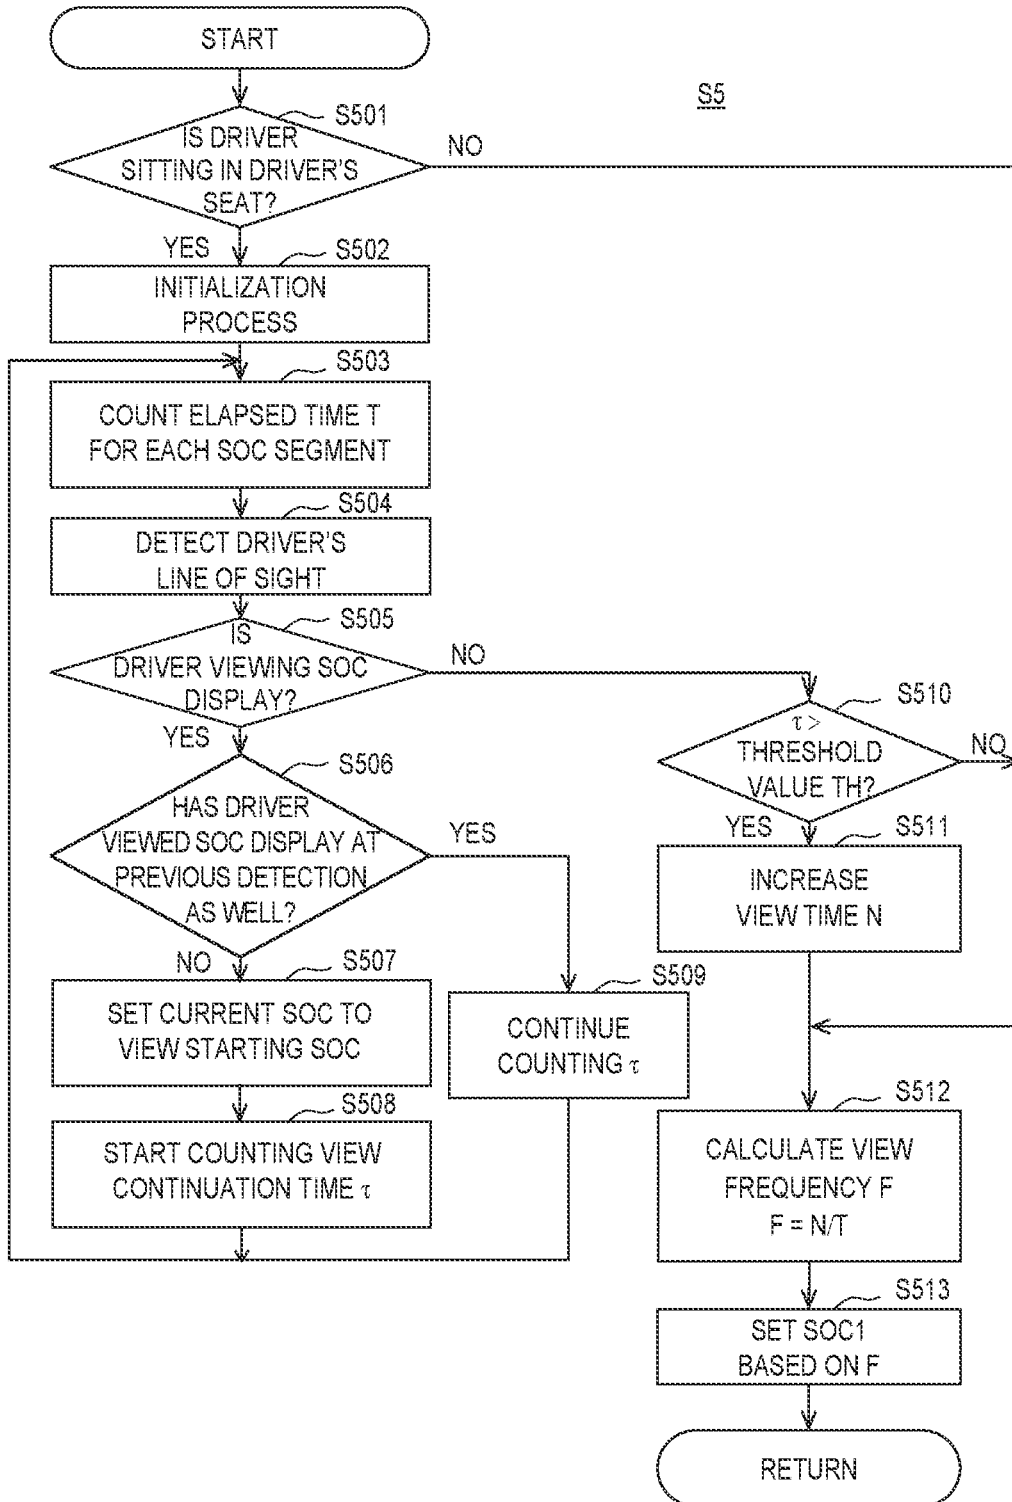 START
S5
S501
IS DRIVER
SITTING IN DRIVER'S
SEAT?
NO
YES
S502
INITIALIZATION
PROCESS
S503
COUNT ELAPSED TIME T
FOR EACH SOC SEGMENT
S504
DETECT DRIVER'S
LINE OF SIGHT
S505
IS
DRIVER VIEWING SOC
DISPLAY?
NO
YES
S506
HAS DRIVER
VIEWED SOC DISPLAY AT
PREVIOUS DETECTION
AS WELL?
YES
NO
S507
SET CURRENT SOC TO
VIEW STARTING SOC
S508
START COUNTING VIEW
CONTINUATION TIME τ
S509
CONTINUE
COUNTING τ
S510
τ >
THRESHOLD
VALUE TH?
NO
YES
S511
INCREASE
VIEW TIME N
S512
CALCULATE VIEW
FREQUENCY F
F = N/T
S513
SET SOC1
BASED ON F
RETURN